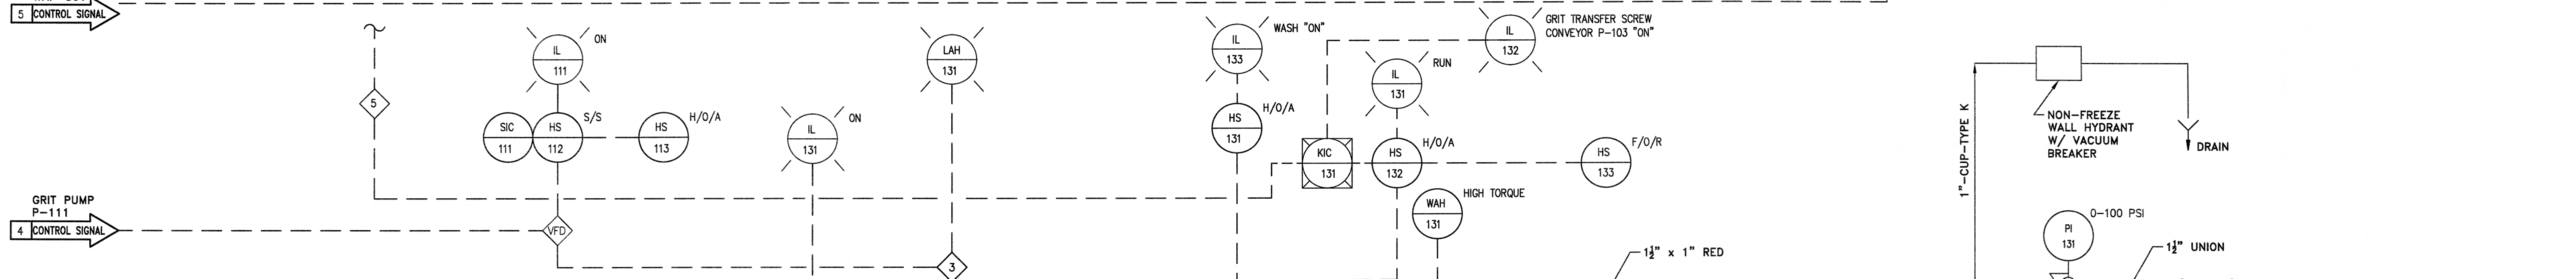 5 CONTROL SIGNAL
5
IL
111
ON
SIC
111
HS
112
S/S
HS
113
H/O/A
IL
131
ON
LAH
131
IL
133
WASH "ON"
HS
131
H/O/A
IL
132
GRIT TRANSFER SCREW
CONVEYOR P-103 "ON"
IL
131
RUN
KIC
131
HS
132
H/O/A
HS
133
F/O/R
WAH
131
HIGH TORQUE
GRIT PUMP
P-111
4 CONTROL SIGNAL
VFD
3
1½" x 1" RED
1"-CUP-TYPE K
NON-FREEZE
WALL HYDRANT
W/ VACUUM
BREAKER
DRAIN
PI
131
0-100 PSI
1½" UNION